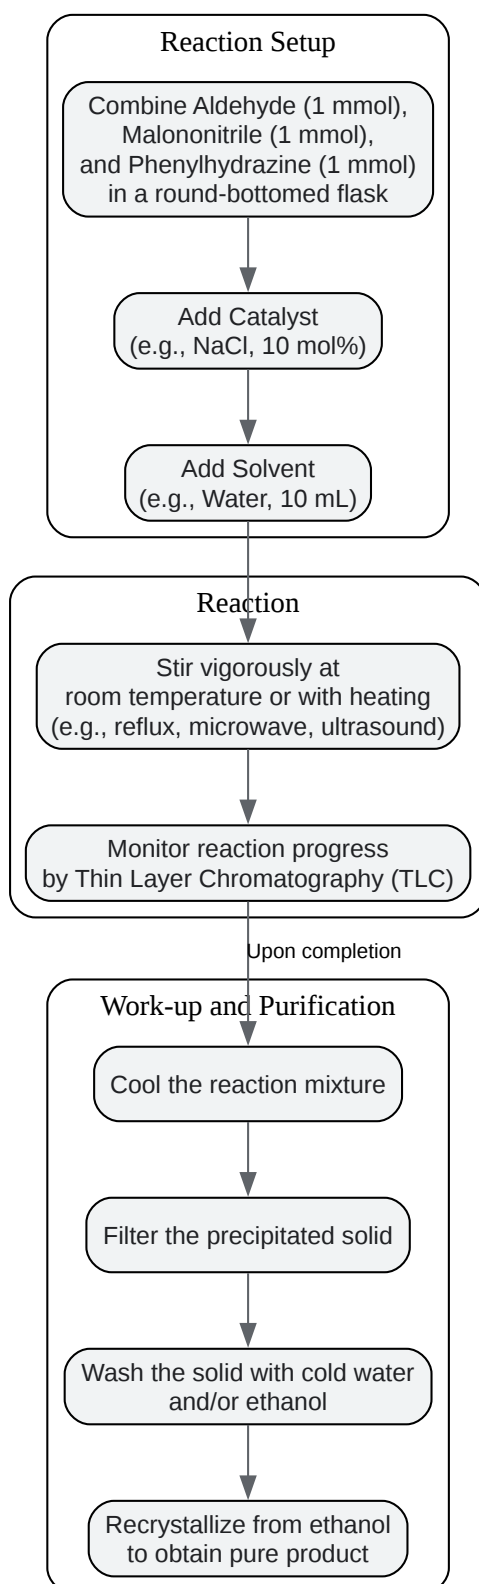 Reaction Setup
Combine Aldehyde (1 mmol),
Malononitrile (1 mmol),
and Phenylhydrazine (1 mmol)
in a round-bottomed flask
Add Catalyst
(e.g., NaCl, 10 mol%)
Add Solvent
(e.g., Water, 10 mL)
Reaction
Stir vigorously at
room temperature or with heating
(e.g., reflux, microwave, ultrasound)
Monitor reaction progress
by Thin Layer Chromatography (TLC)
Upon completion
Work-up and Purification
Cool the reaction mixture
Filter the precipitated solid
Wash the solid with cold water
and/or ethanol
Recrystallize from ethanol
to obtain pure product